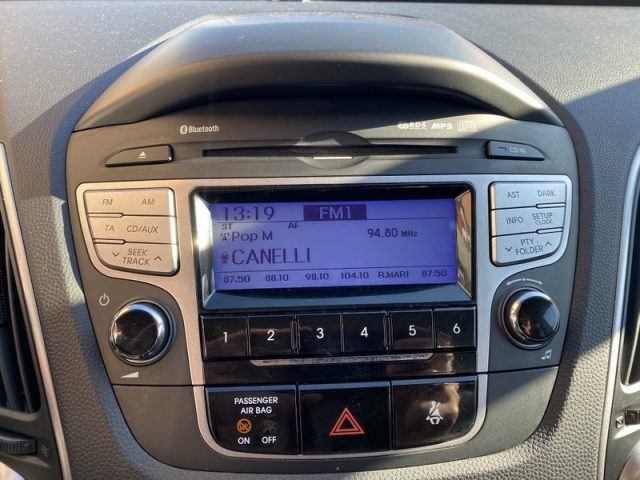 Bluetooth
RDS MP3
CD-IN
FM AM
TA CD/AUX
SEEK
TRACK
13:19 FM1
ST AF
Pop M 94.80 MHz
CANELLI
87.50 88.10 98.10 104.10 R.MARI 87.50
AST DARK
INFO SETUP
CLOCK
PTY
FOLDER
1 2 3 4 5 6
PASSENGER
AIR BAG
ON OFF